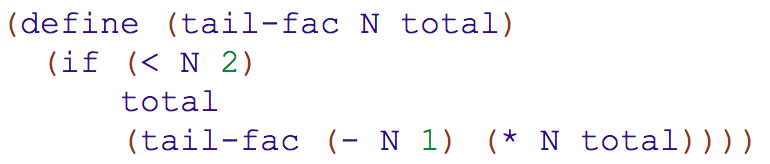 (define (tail-fac N total)
(if (< N 2)
total
(tail-fac (- N 1) (* N total))))